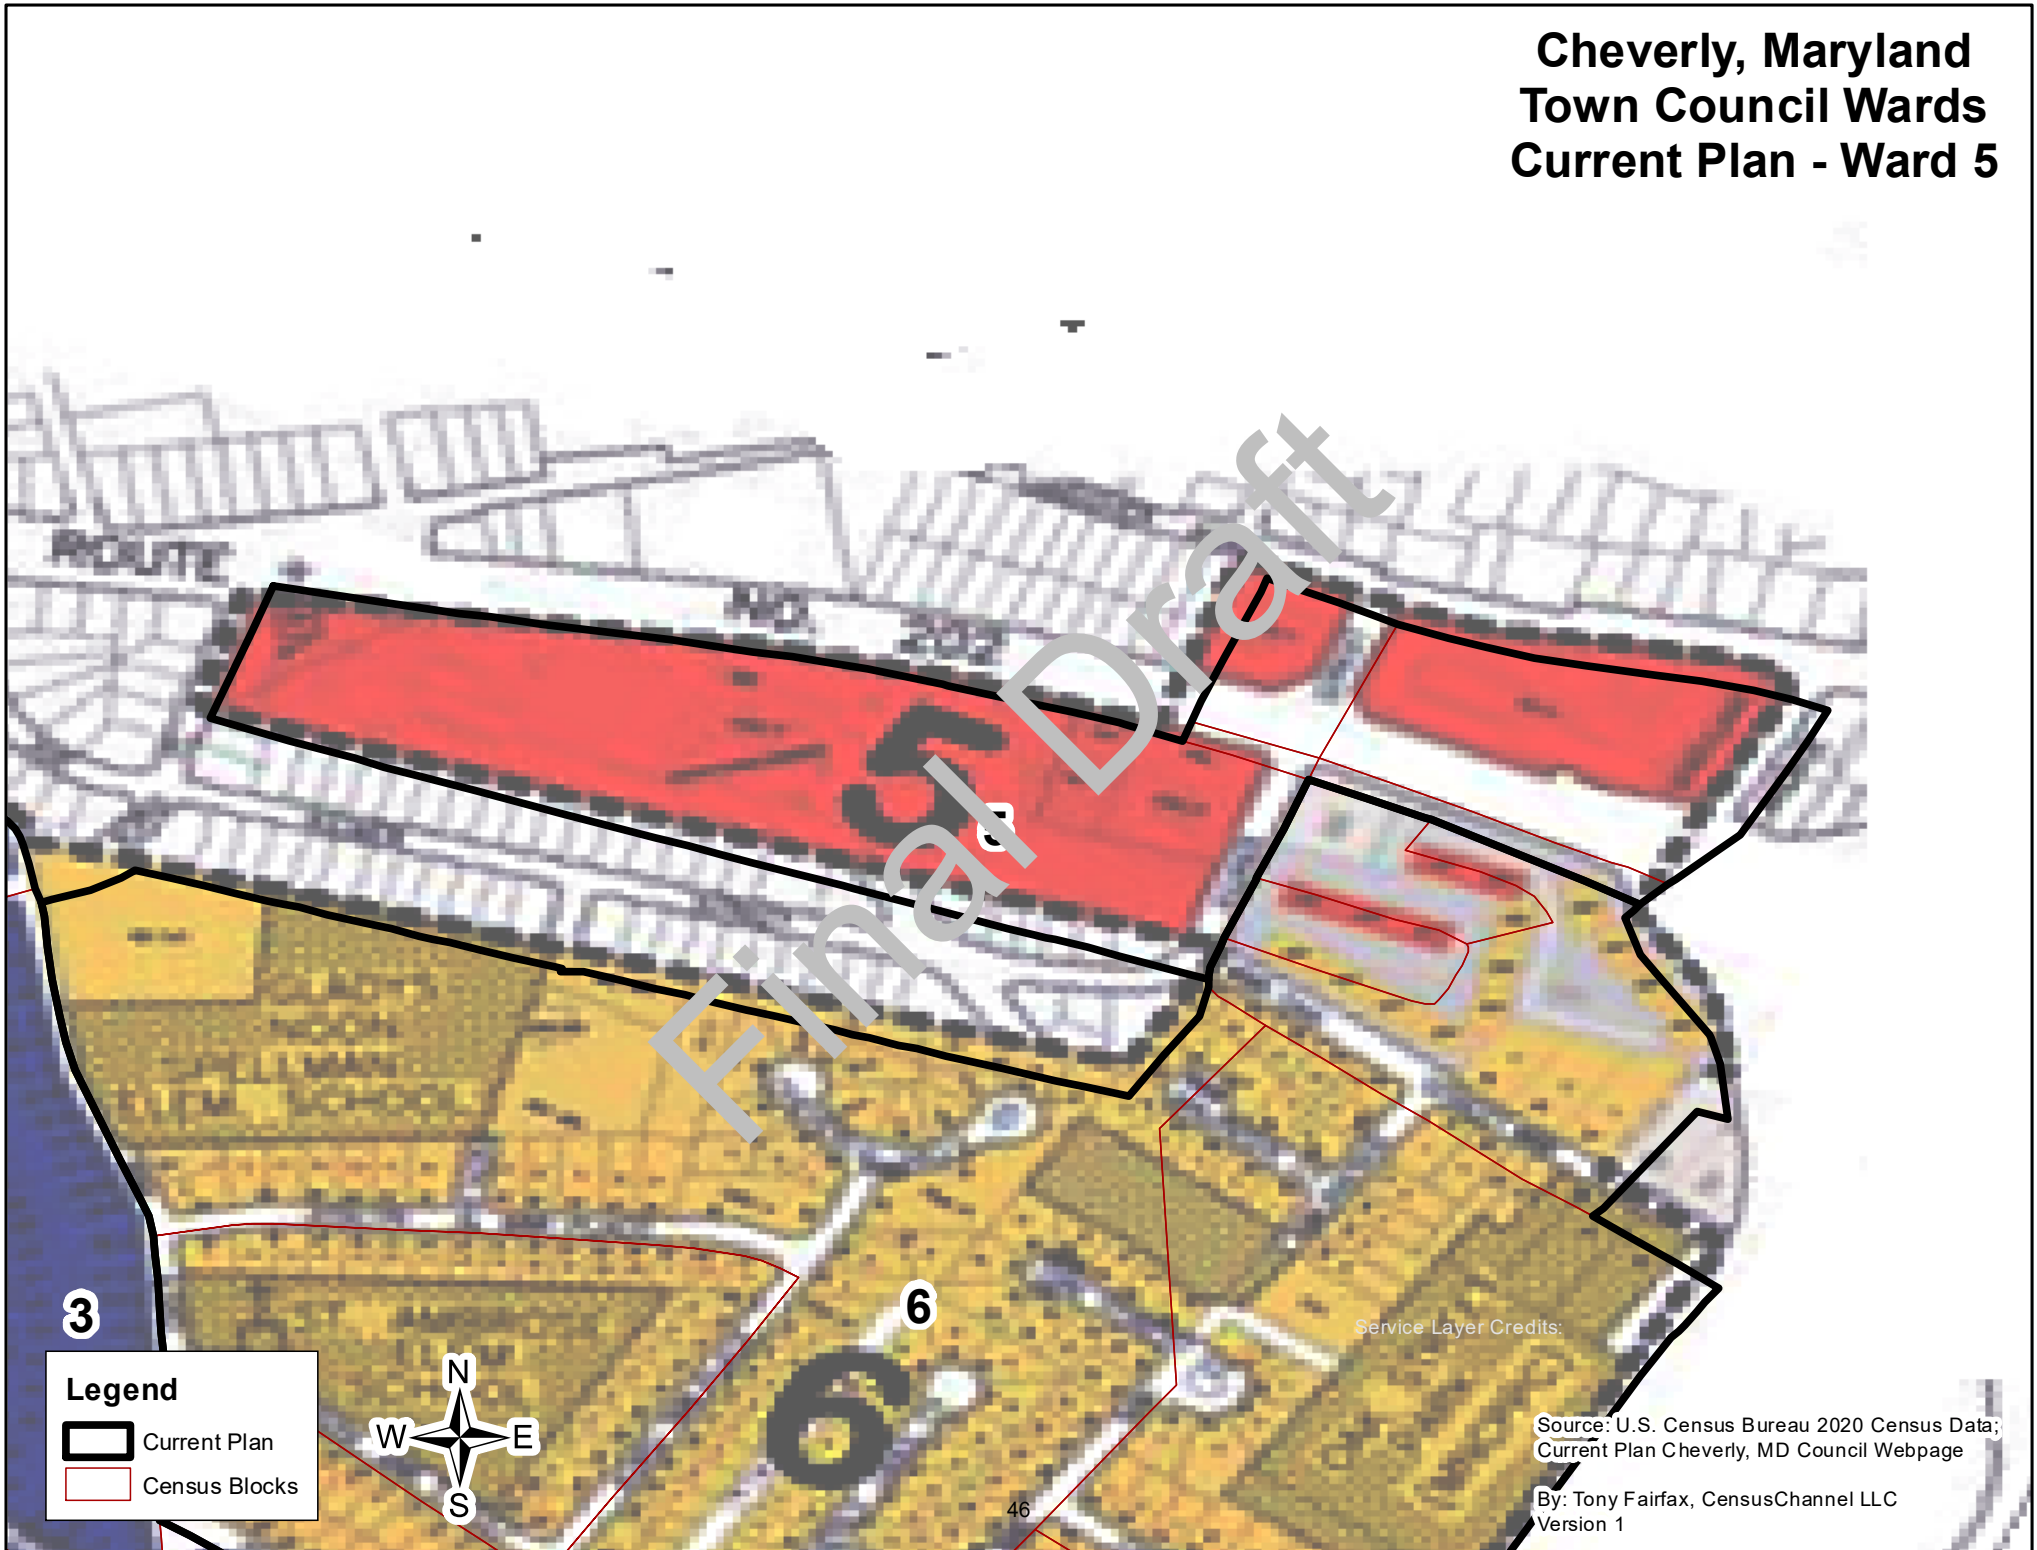 Cheverly, Maryland
Town Council Wards
Current Plan - Ward 5
ROUTE
NO
202
Final Draft
5
5
3
6
6
Service Layer Credits:
Legend
Current Plan
Census Blocks
N
W
E
S
Source: U.S. Census Bureau 2020 Census Data;
Current Plan Cheverly, MD Council Webpage
By: Tony Fairfax, CensusChannel LLC
Version 1
46